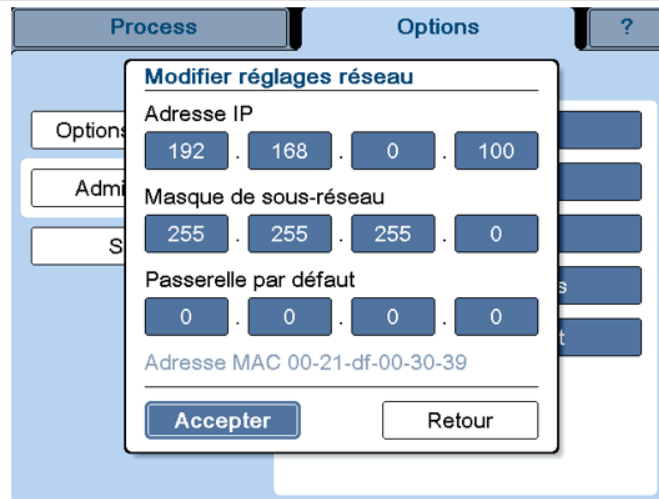 Process Options ?
Modifier réglages réseau
Adresse IP
192 . 168 . 0 . 100
Options
Admi
Masque de sous-réseau
255 . 255 . 255 . 0
S
Passerelle par défaut
s
0 . 0 . 0 . 0
t
Adresse MAC 00-21-df-00-30-39
Accepter Retour